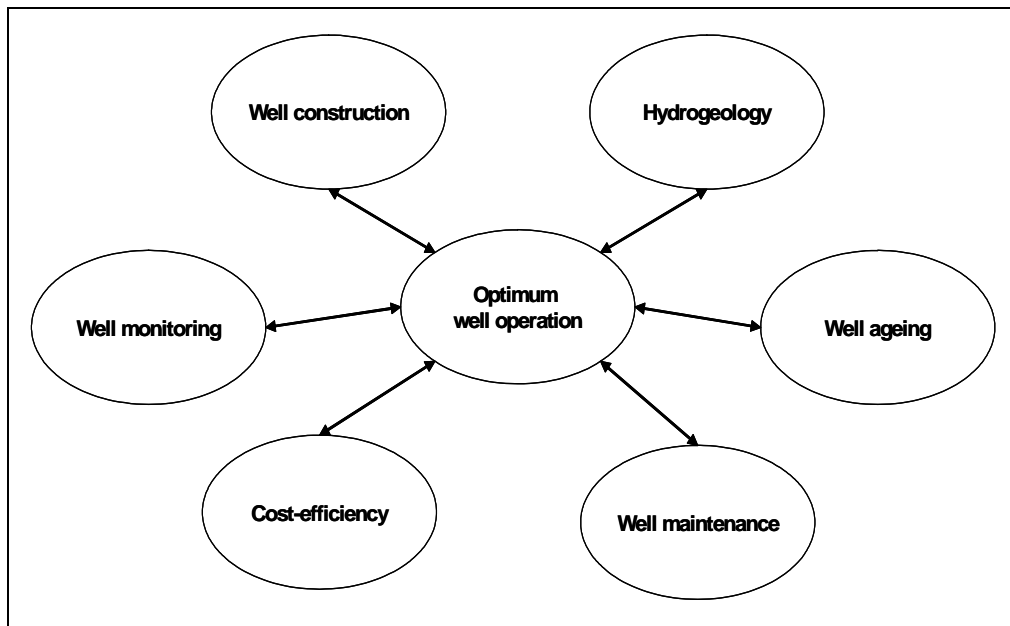 Well construction
Hydrogeology
Optimum
well operation
Well monitoring
Well ageing
Cost-efficiency
Well maintenance